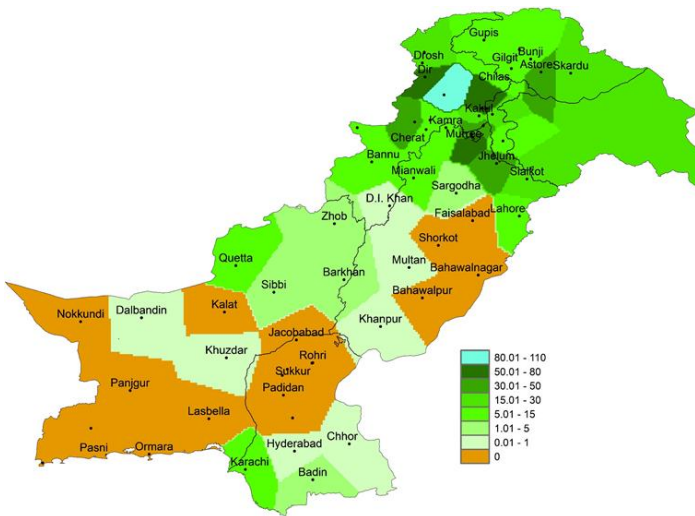 Gupis
Drosh
Bunji
Gilgit
Astore
Skardu
Dir
Chilas
Kakul
Kamra
Cherat
Murree
Bannu
Jhelum
Mianwali
Sialkot
Sargodha
D.I. Khan
Lahore
Zhob
Faisalabad
Shorkot
Quetta
Multan
Barkhan
Bahawalnagar
Sibbi
Bahawalpur
Kalat
Dalbandin
Nokkundi
Khanpur
Jacobabad
Khuzdar
Rohri
Sukkur
Panjgur
Padidan
Lasbella
Pasni
Ormara
Hyderabad
Chhor
Karachi
Badin
80.01 - 110
50.01 - 80
30.01 - 50
15.01 - 30
5.01 - 15
1.01 - 5
0.01 - 1
0